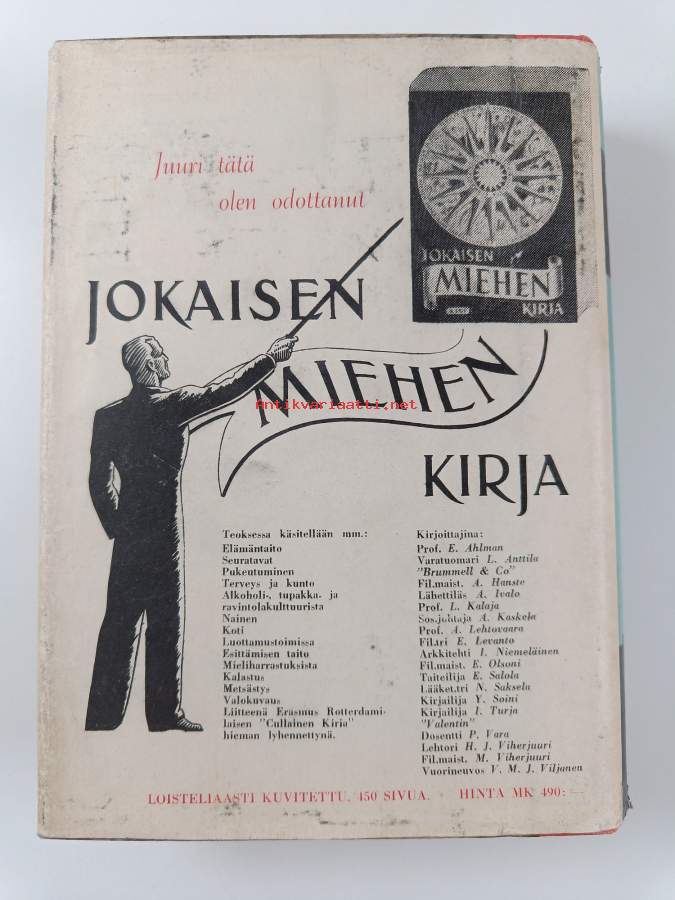 Juuri tätä
olen odottanut
JOKAISEN
MIEHEN
KIRJA
JOKAISEN
MIEHEN
KIRJA
Antikvariaatti.net
Teoksessa käsitellään mm.:
Elämäntaito
Seuratavat
Pukentuminen
Terveys ja kunto
Alkoholi-, tupakka- ja
ravintolakulttuurista
Nainen
Koti
Luottamustoimissa
Esittämisen taito
Mieliharrastuksista
Kalastus
Metsästys
Valokuvaus
Liitteenä Erasmus Rotterdami-
laisen "Cullainen Kirja"
hieman lyhennettynä.
Kirjoittajina:
Prof. E. Ahlman
Varatuomari L. Anttila
"Brummell & Co"
Fil.maist. A. Hanste
Lähettiläs A. Ivalo
Prof. L. Kalaja
Sos.johtaja A. Kaskela
Prof. A. Lehtovaara
Fil.tri E. Levanto
Arkkitehti I. Niemeläinen
Fil.maist. E. Olsoni
Taiteilija E. Salola
Lääket.tri N. Saksela
Kirjailija Y. Soini
Kirjailija I. Turja
"Valentin"
Dosentti P. Vara
Lehtori H. J. Viherjuuri
Fil.maist. M. Viherjuuri
Vuorineuvos V. M. J. Viljanen
LOISTELIAASTI KUVITETTU, 450 SIVUA. · HINTA MK 490: —